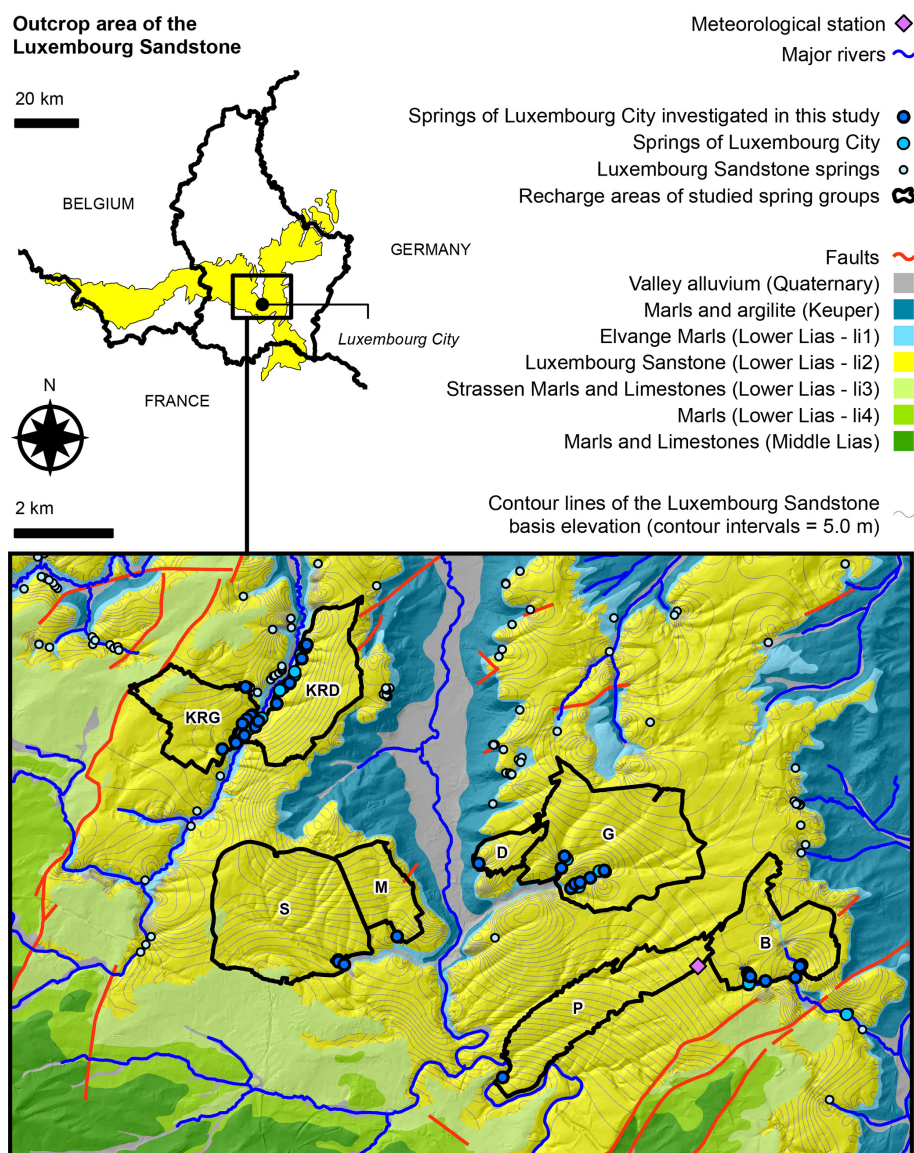 Outcrop area of the
Luxembourg Sandstone
20 km
BELGIUM
GERMANY
Luxembourg City
FRANCE
N
2 km
Meteorological station
Major rivers
Springs of Luxembourg City investigated in this study
Springs of Luxembourg City
Luxembourg Sandstone springs
Recharge areas of studied spring groups
Faults
Valley alluvium (Quaternary)
Marls and argilite (Keuper)
Elvange Marls (Lower Lias - li1)
Luxembourg Sanstone (Lower Lias - li2)
Strassen Marls and Limestones (Lower Lias - li3)
Marls (Lower Lias - li4)
Marls and Limestones (Middle Lias)
Contour lines of the Luxembourg Sandstone
basis elevation (contour intervals = 5.0 m)
KRG
KRD
D
G
S
M
B
P